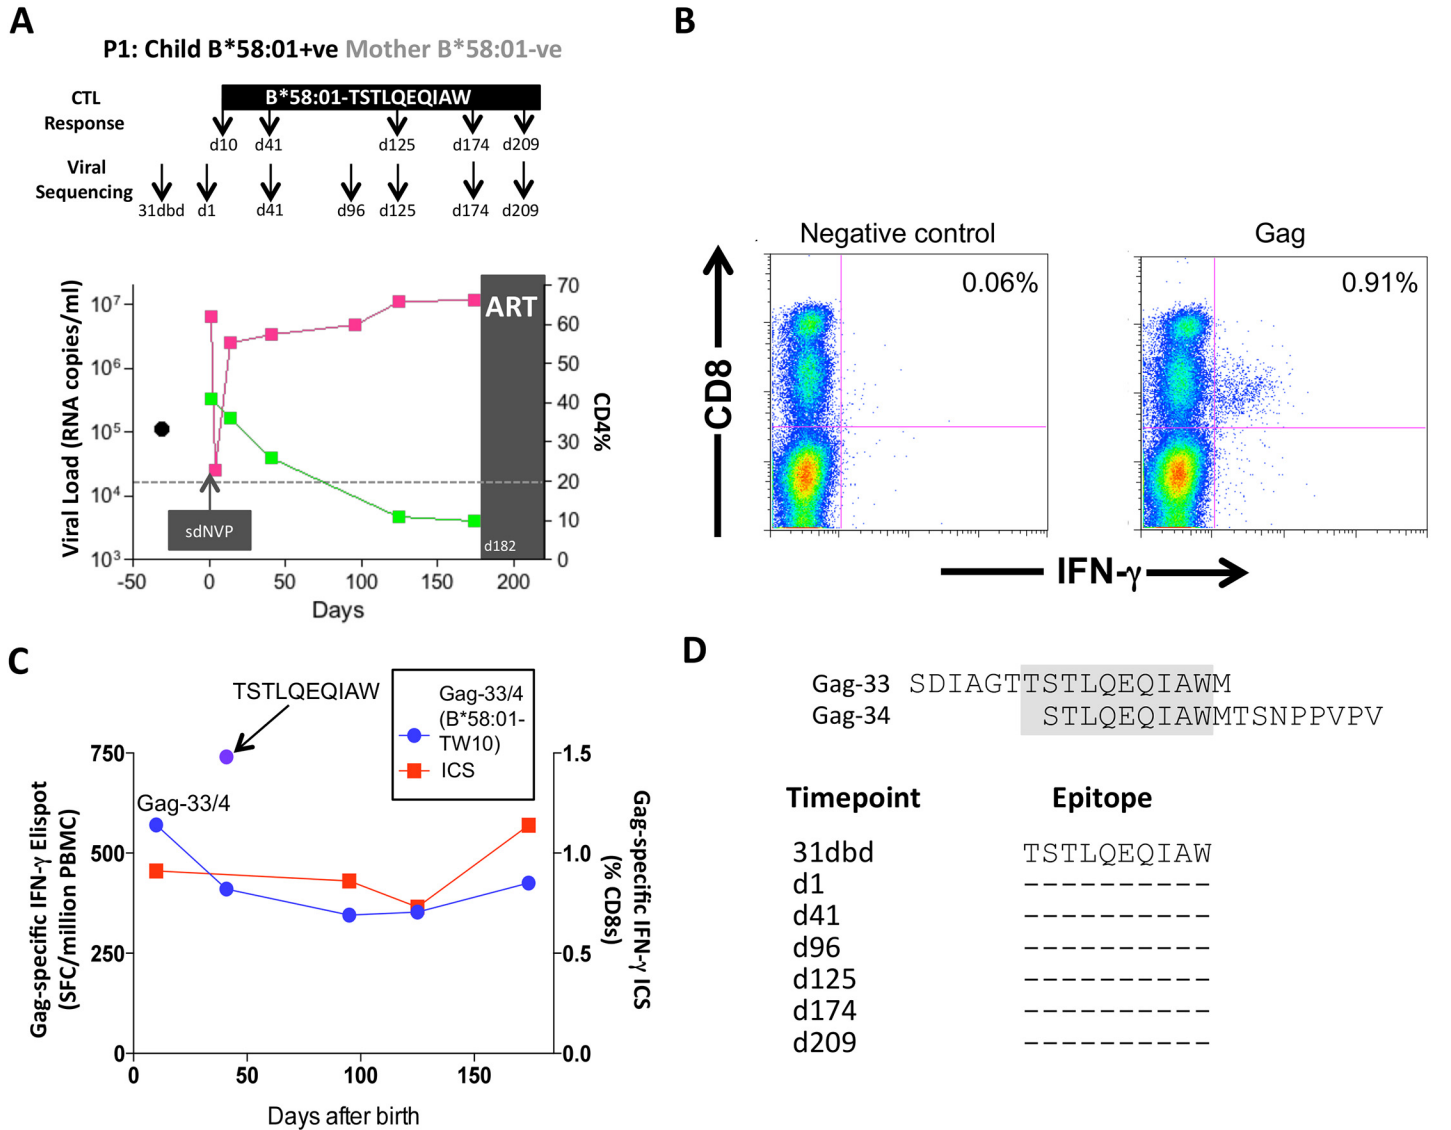 A
P1: Child B*58:01+ve Mother B*58:01-ve
CTL
Response
B*58:01-TSTLQEQIAW
d10 d41 d125 d174 d209
Viral
Sequencing
31dbd d1 d41 d96 d125 d174 d209
Viral Load (RNA copies/ml)
10⁷
10⁶
10⁵
10⁴
10³
ART
70
60
50
40
30
20
10
0
CD4%
sdNVP
d182
-50 0 50 100 150 200
Days
B
Negative control
0.06%
Gag
0.91%
CD8
IFN-γ
C
TSTLQEQIAW
Gag-33/4
(B*58:01-
TW10)
ICS
Gag-33/4
Gag-specific IFN-γ Elispot
(SFC/million PBMC)
750
500
250
0
1.5
1.0
0.5
0.0
Gag-specific IFN-γ ICS
(% CD8s)
0 50 100 150
Days after birth
D
Gag-33 SDIAGTTSTLQEQIAWM
Gag-34 STLQEQIAWMTSNPPVPV
Timepoint Epitope
31dbd TSTLQEQIAW
d1 ----------
d41 ----------
d96 ----------
d125 ----------
d174 ----------
d209 ----------